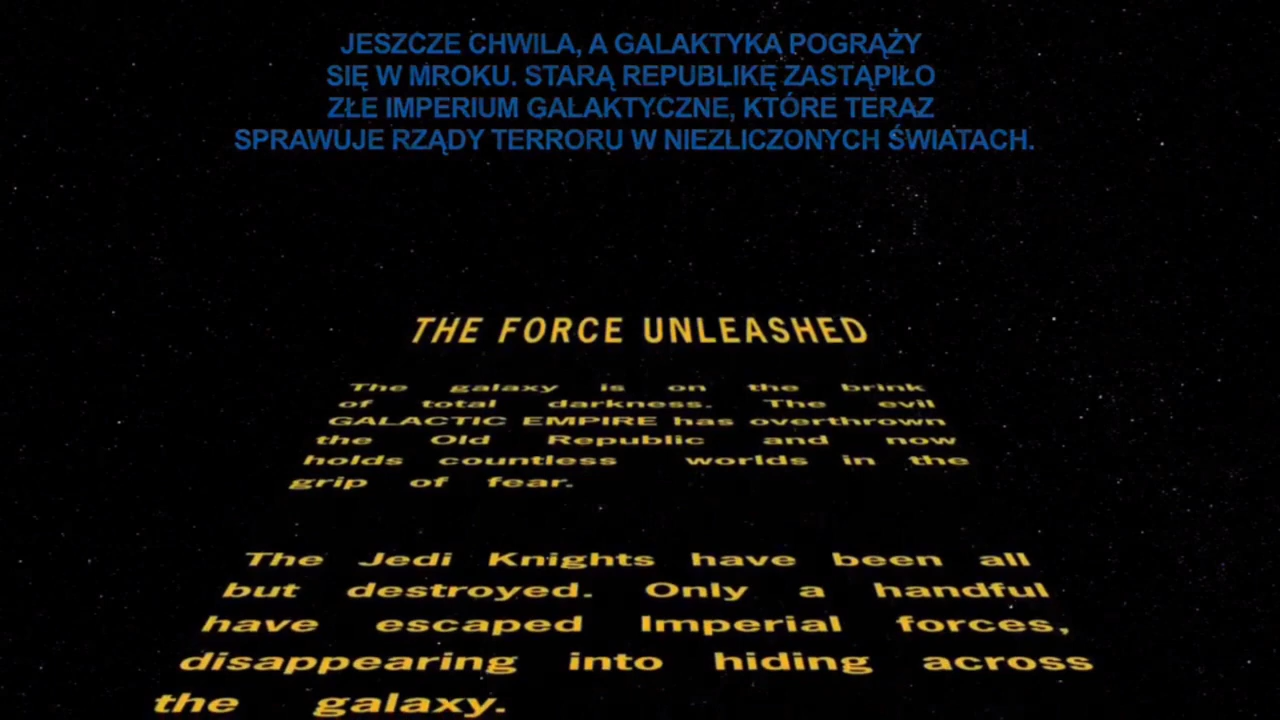 JESZCZE CHWILA, A GALAKTYKA POGRĄŻY
SIĘ W MROKU. STARĄ REPUBLIKĘ ZASTĄPIŁO
ZŁE IMPERIUM GALAKTYCZNE, KTÓRE TERAZ
SPRAWUJE RZĄDY TERRORU W NIEZLICZONYCH ŚWIATACH.
THE FORCE UNLEASHED
The galaxy is on the brink
of total darkness. The evil
GALACTIC EMPIRE has overthrown
the Old Republic and now
holds countless worlds in the
grip of fear.
The Jedi Knights have been all
but destroyed. Only a handful
have escaped Imperial forces,
disappearing into hiding across
the galaxy.